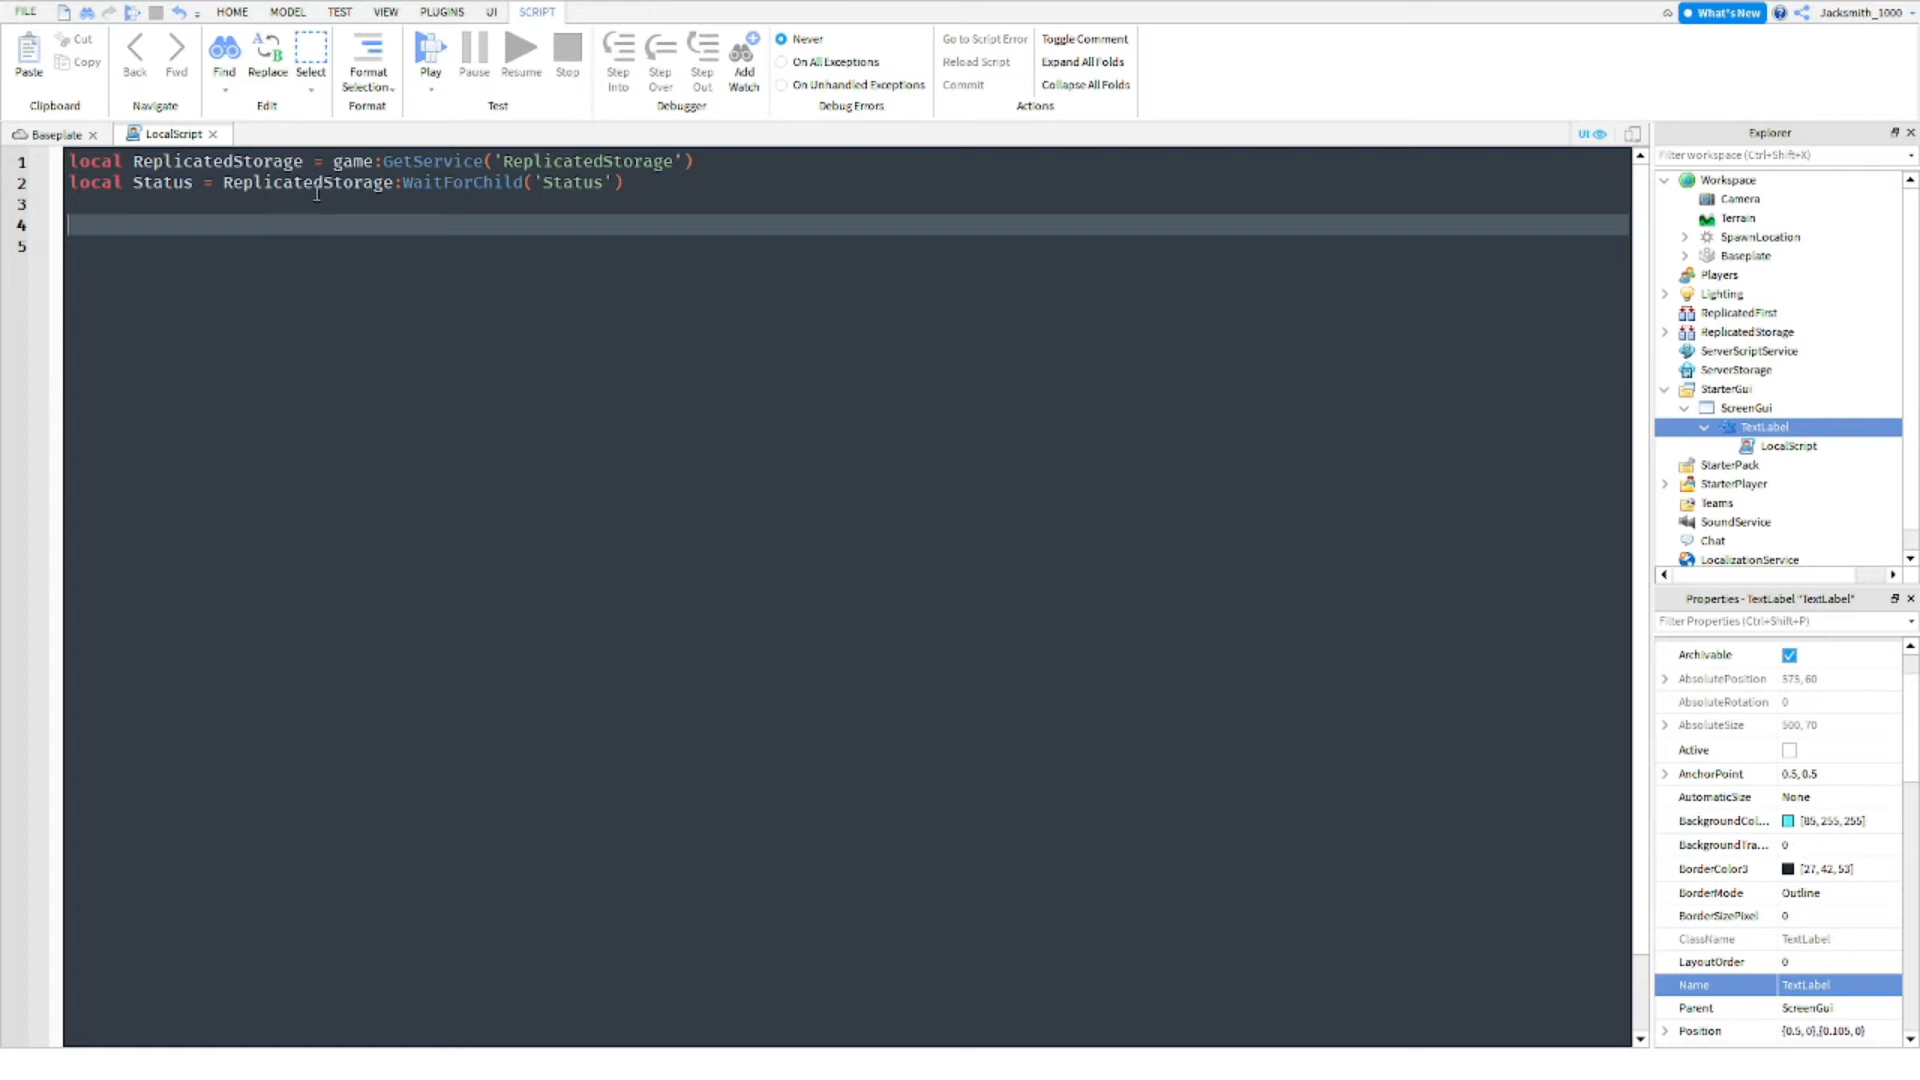 FILE HOME MODEL TEST VIEW PLUGINS UI SCRIPT What's New Jacksmith_1000
Paste Cut Copy Clipboard
Back Fwd Navigate
Find Replace Select Edit
Format Selection Format
Play Pause Resume Stop Test
Step Into Step Over Step Out Add Watch Debugger
Never
On All Exceptions
On Unhandled Exceptions
Debug Errors
Go to Script Error Toggle Comment
Reload Script Expand All Folds
Commit Collapse All Folds
Actions
Baseplate LocalScript UI
1 local ReplicatedStorage = game:GetService('ReplicatedStorage')
2 local Status = ReplicatedStorage:WaitForChild('Status')
3
4
5
Explorer
Filter workspace (Ctrl+Shift+X)
Workspace
Camera
Terrain
SpawnLocation
Baseplate
Players
Lighting
ReplicatedFirst
ReplicatedStorage
ServerScriptService
ServerStorage
StarterGui
ScreenGui
TextLabel
LocalScript
StarterPack
StarterPlayer
Teams
SoundService
Chat
LocalizationService
Properties - TextLabel "TextLabel"
Filter Properties (Ctrl+Shift+P)
Archivable
AbsolutePosition 575, 60
AbsoluteRotation 0
AbsoluteSize 500, 70
Active
AnchorPoint 0.5, 0.5
AutomaticSize None
BackgroundCol... [85, 255, 255]
BackgroundTra... 0
BorderColor3 [27, 42, 53]
BorderMode Outline
BorderSizePixel 0
ClassName TextLabel
LayoutOrder 0
Name TextLabel
Parent ScreenGui
Position {0.5, 0},{0.105, 0}